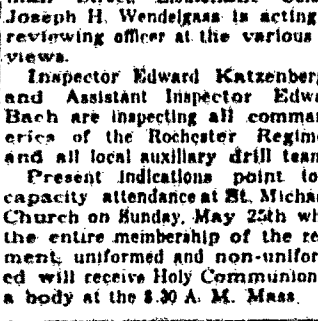 Joseph H. Wendelgass is acting
reviewing officer at the various
views.
Inspector Edward Katzenberg
and Assistant Inspector Edwa
Bach are inspecting all comman
eries of the Rochester Regime
and all local auxiliary drill team
Present indications point to
capacity attendance at St. Michae
Church on Sunday, May 25th wh
the entire membership of the re
ment, uniformed and non-unifor
ed will receive Holy Communion
a body at the 8.30 A. M. Mass.